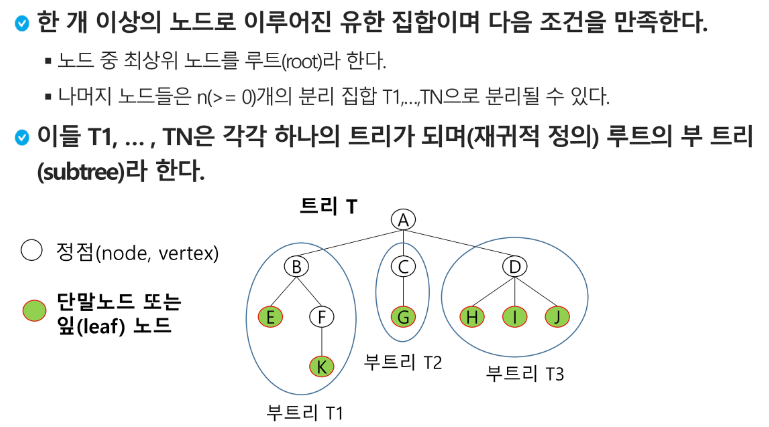 한 개 이상의 노드로 이루어진 유한 집합이며 다음 조건을 만족한다.
노드 중 최상위 노드를 루트(root)라 한다.
나머지 노드들은 n(>= 0)개의 분리 집합 T1,...,TN으로 분리될 수 있다.
이들 T1, ... , TN은 각각 하나의 트리가 되며(재귀적 정의) 루트의 부 트리
(subtree)라 한다.
트리 T
A
정점(node, vertex)
B
C
D
단말노드 또는
잎(leaf) 노드
E
F
G
H
I
J
K
부트리 T2
부트리 T3
부트리 T1